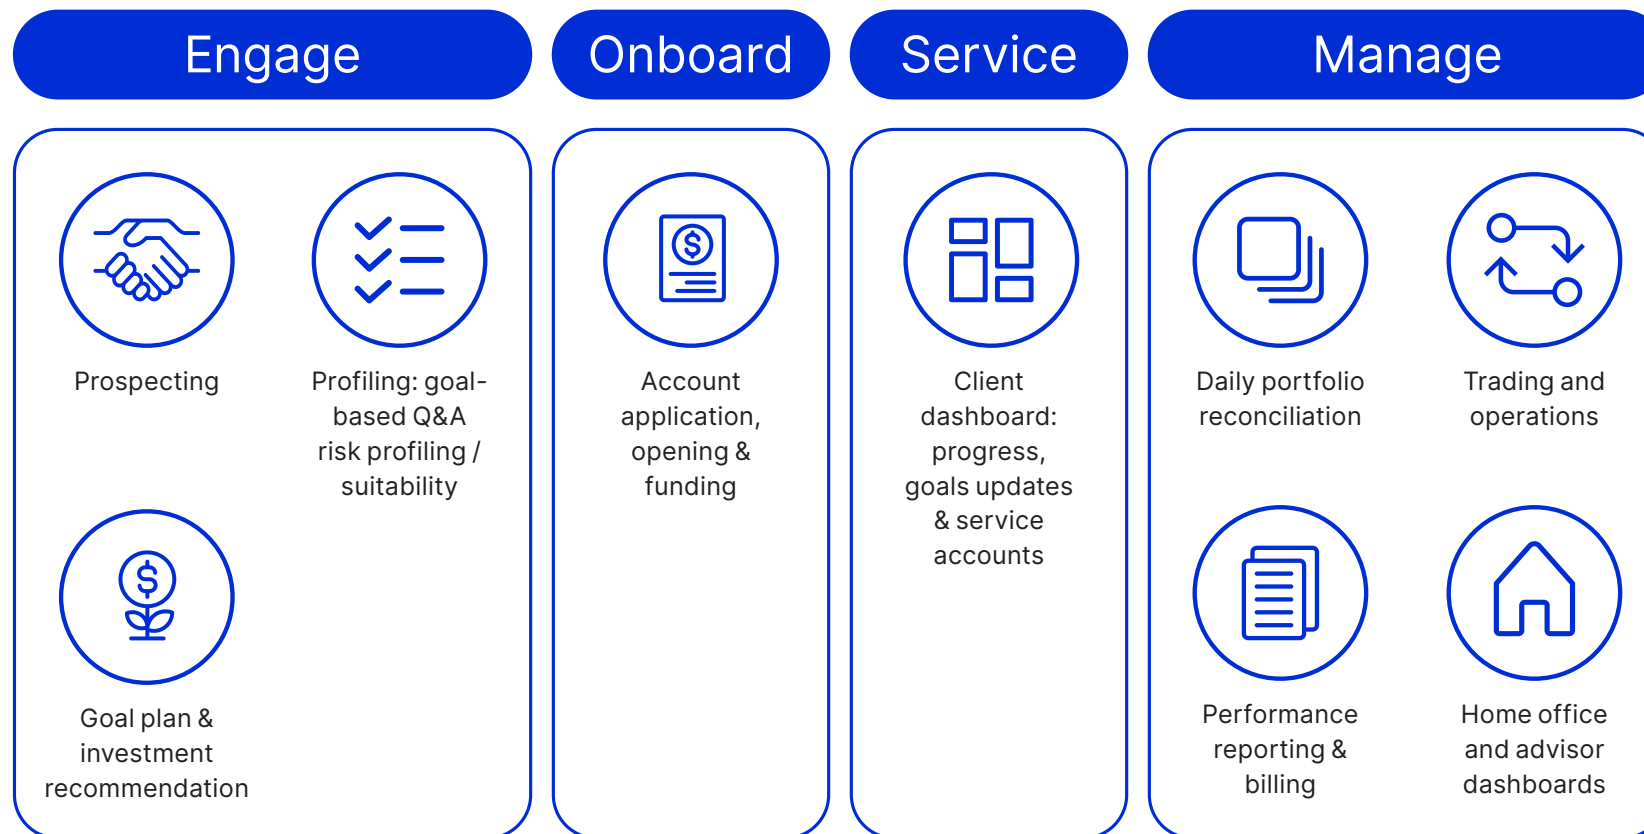 Engage
Prospecting
Profiling: goal-
based Q&A
risk profiling /
suitability
Goal plan &
investment
recommendation
Onboard
Account
application,
opening &
funding
Service
Client
dashboard:
progress,
goals updates
& service
accounts
Manage
Daily portfolio
reconciliation
Trading and
operations
Performance
reporting &
billing
Home office
and advisor
dashboards